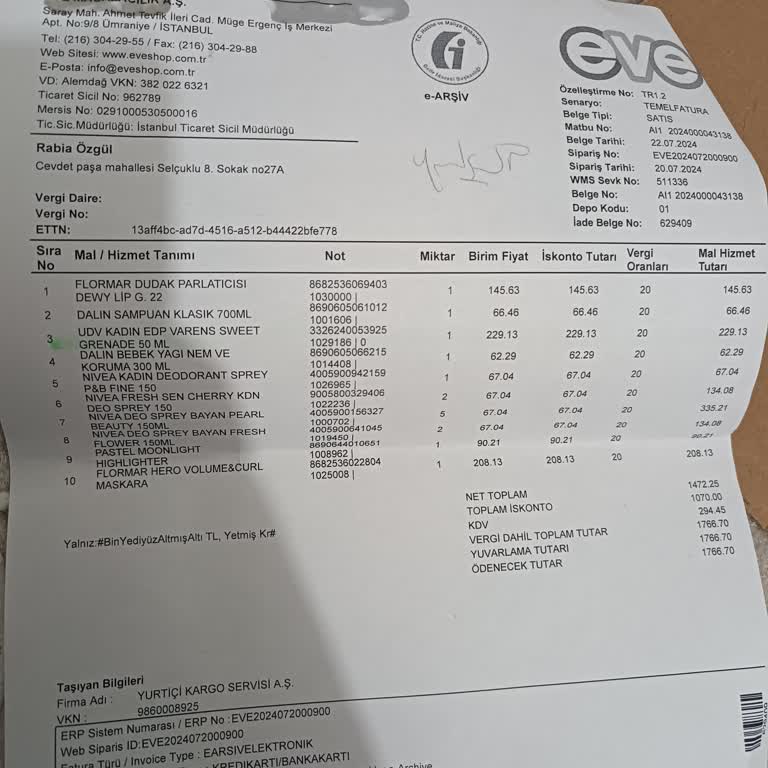 Saray Mah. Ahmet Tevfik İleri Cad. Müge Ergenç İş Merkezi
Apt. No:9/8 Ümraniye / İSTANBUL
Tel: (216) 304-29-55 / Fax: (216) 304-29-88
Web Sitesi: www.eveshop.com.tr
E-Posta: info@eveshop.com.tr
VD: Alemdağ VKN: 382 022 6321
Ticaret Sicil No: 962789
Mersis No: 0291000530500016
Tic.Sic.Müdürlüğü: İstanbul Ticaret Sicil Müdürlüğü
e-ARŞİV
eve
Özelleştirme No: TR1.2
Senaryo: TEMELFATURA
Belge Tipi: SATIS
Matbu No: AI1 2024000043138
Belge Tarihi: 22.07.2024
Sipariş No: EVE2024072000900
Sipariş Tarihi: 20.07.2024
WMS Sevk No: 511336
Belge No: AI1 2024000043138
Depo Kodu: 01
İade Belge No: 629409
Rabia Özgül
Cevdet paşa mahallesi Selçuklu 8. Sokak no27A
Vergi Daire:
Vergi No:
ETTN: 13aff4bc-ad7d-4516-a512-b44422bfe778
Sıra No Mal / Hizmet Tanımı Not Miktar Birim Fiyat İskonto Tutarı Vergi Oranları Mal Hizmet Tutarı
1 FLORMAR DUDAK PARLATICISI 8682536069403 1 145.63 145.63 20 145.63
DEWY LİP G. 22 1030000 |
2 DALIN SAMPUAN KLASIK 700ML 8690605061012 1 66.46 66.46 20 66.46
1001606 |
3 UDV KADIN EDP VARENS SWEET 3326240053925 1 229.13 229.13 20 229.13
GRENADE 50 ML 1029186 | 0
4 DALIN BEBEK YAGI NEM VE 8690605066215 1 62.29 62.29 20 62.29
KORUMA 300 ML 1014408 |
5 NIVEA KADIN DEODORANT SPREY 4005900942159 1 67.04 67.04 20 67.04
P&B FINE 150 1026965 |
6 NIVEA FRESH SEN CHERRY KDN 9005800329406 2 67.04 67.04 20 134.08
DEO SPREY 150 1022236 |
7 NIVEA DEO SPREY BAYAN PEARL 4005900156327 5 67.04 67.04 20 335.21
BEAUTY 150ML 1000702 |
8 NIVEA DEO SPREY BAYAN FRESH 4005900541045 2 67.04 67.04 20 134.08
FLOWER 150ML 1019450 |
9 PASTEL MOONLIGHT 8690644010651 1 90.21 90.21 20 90.21
HIGHLIGHTER 1008962 |
10 FLORMAR HERO VOLUME&CURL 8682536022804 1 208.13 208.13 20 208.13
MASKARA 1025008 |
NET TOPLAM 1472.25
TOPLAM İSKONTO 1070.00
KDV 294.45
VERGI DAHİL TOPLAM TUTAR 1766.70
YUVARLAMA TUTARI 1766.70
ÖDENECEK TUTAR 1766.70
Yalnız:#BinYediyüzAltmışAltı TL, Yetmiş Kr#
Taşıyan Bilgileri
Firma Adı : YURTİÇİ KARGO SERVİSİ A.Ş.
VKN : 9860008925
ERP Sistem Numarası / ERP No :EVE2024072000900
Web Siparis ID:EVE2024072000900
Fatura Türü / Invoice Type : EARSIVELEKTRONIK
KREDIKARTI/BANKAKARTI